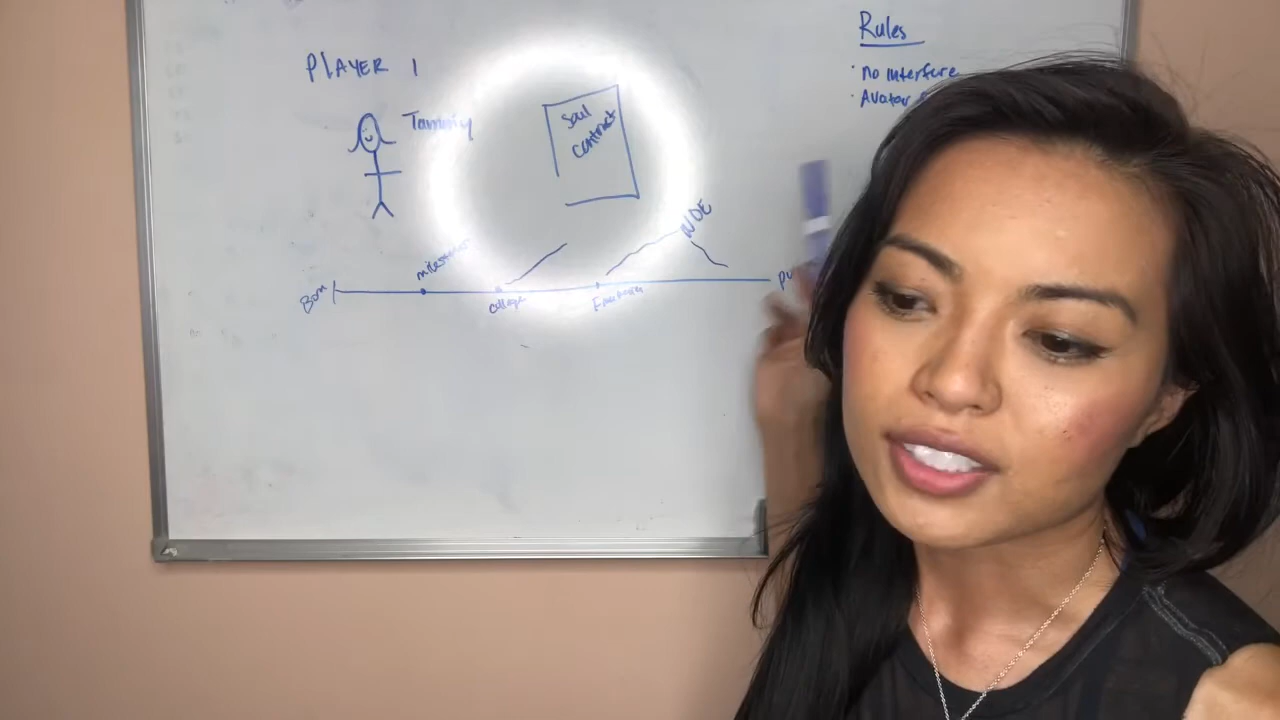 PlAYER 1
Tammy
Soul
contract
Rules
· no interfere
· Avatar
NDE
milestones
Born
college